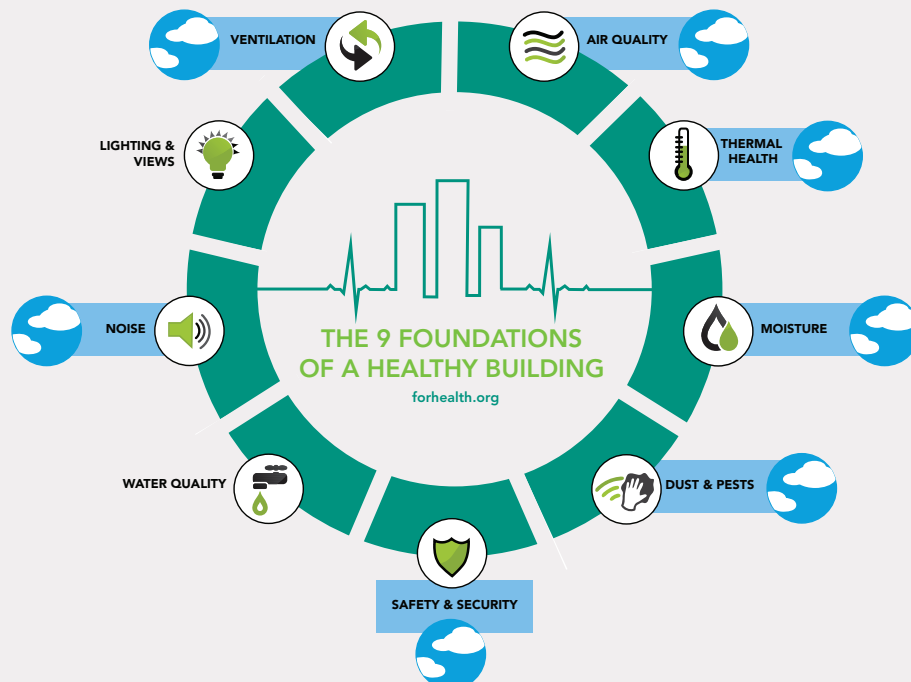 VENTILATION
AIR QUALITY
LIGHTING &
VIEWS
THERMAL
HEALTH
NOISE
MOISTURE
THE 9 FOUNDATIONS
OF A HEALTHY BUILDING
forhealth.org
WATER QUALITY
DUST & PESTS
SAFETY & SECURITY